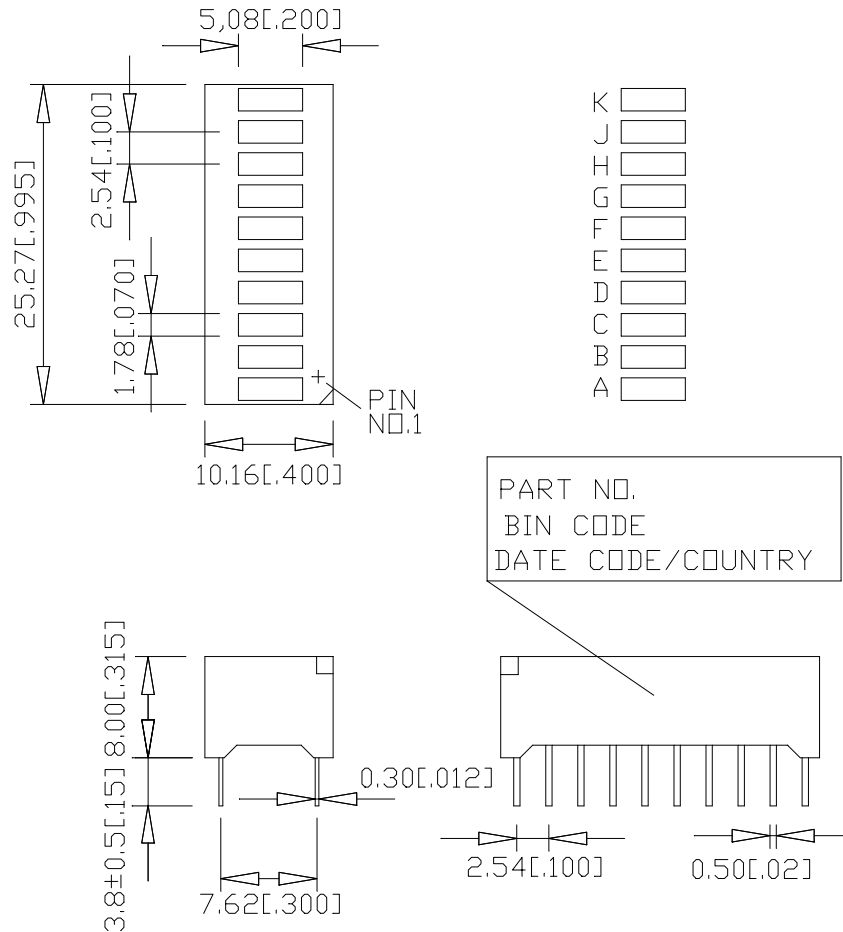 5,08[.200]
25.27[.995]
2.54[.100]
1.78[.070]
PIN
NO.1
10.16[.400]
K
J
H
G
F
E
D
C
B
A
PART NO.
BIN CODE
DATE CODE/COUNTRY
8.00[.315]
3.8±0.5[.15]
0.30[.012]
7.62[.300]
2.54[.100]
0.50[.02]